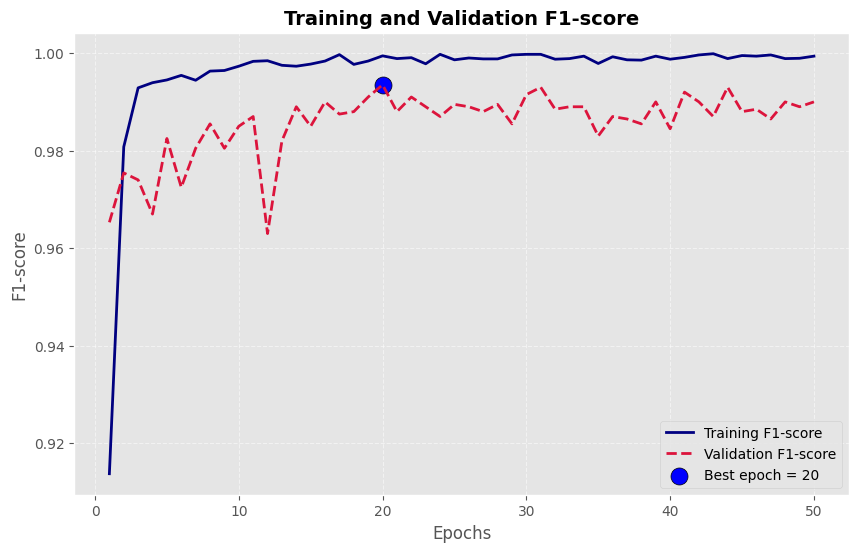 Training and Validation F1-score
1.00
0.98
0.96
0.94
0.92
F1-score
0
10
20
30
40
50
Epochs
Training F1-score
Validation F1-score
Best epoch = 20